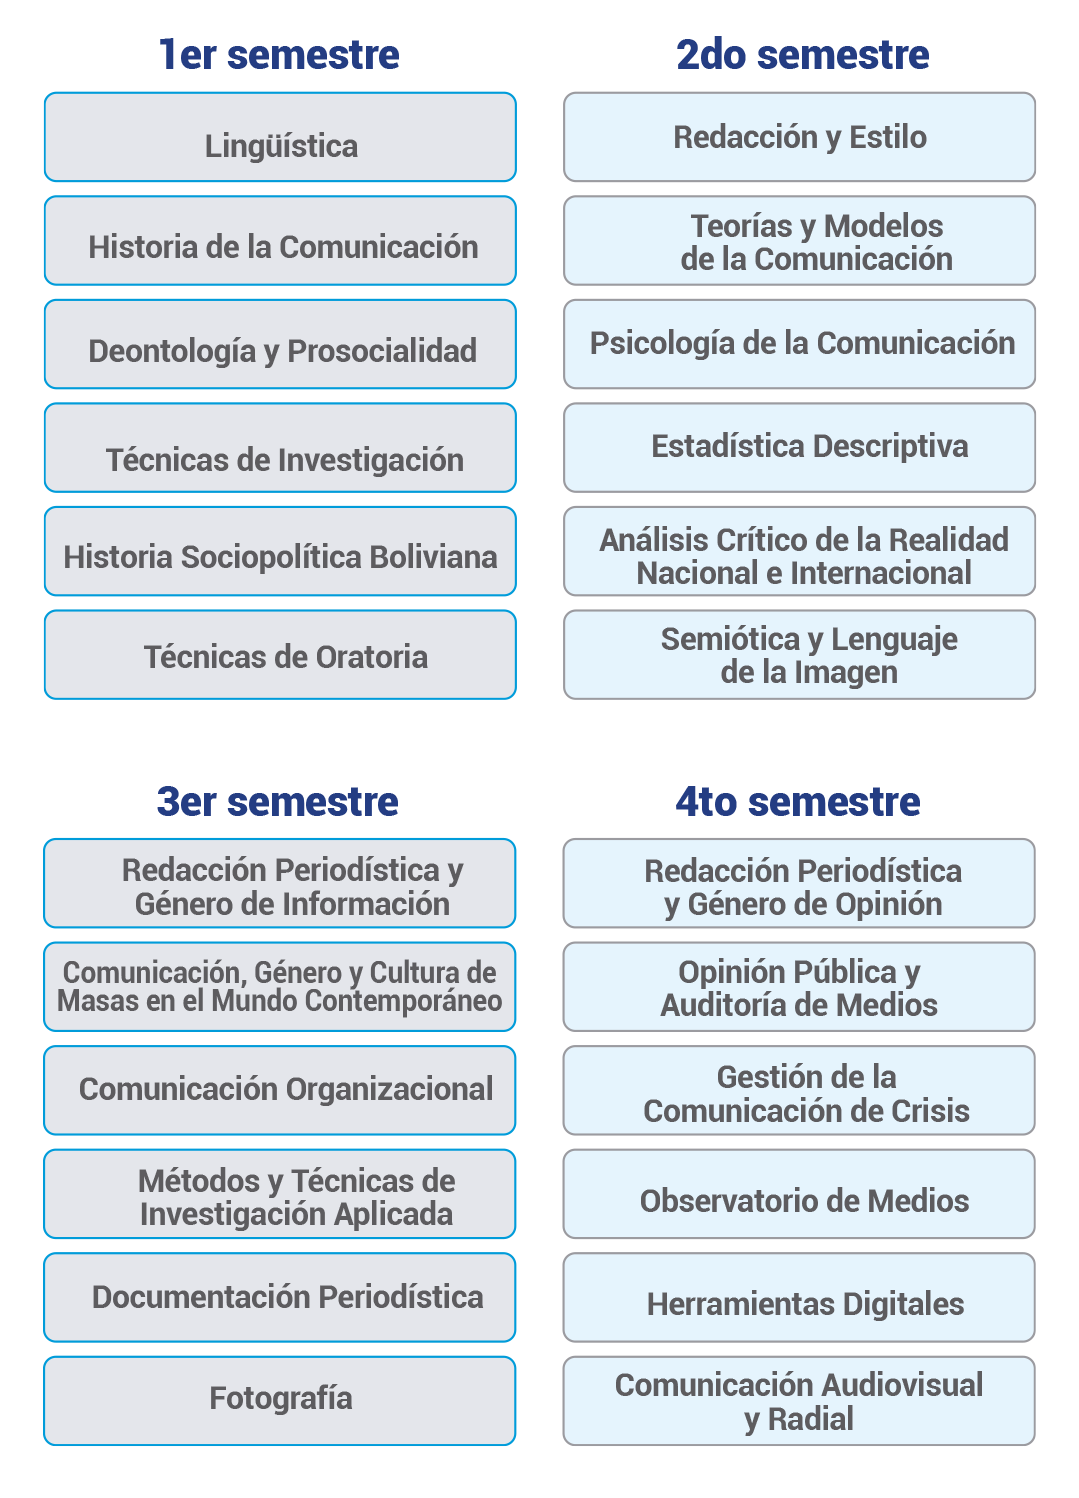 1er semestre
Lingüística
Historia de la Comunicación
Deontología y Prosocialidad
Técnicas de Investigación
Historia Sociopolítica Boliviana
Técnicas de Oratoria
2do semestre
Redacción y Estilo
Teorías y Modelos
de la Comunicación
Psicología de la Comunicación
Estadística Descriptiva
Análisis Crítico de la Realidad
Nacional e Internacional
Semiótica y Lenguaje
de la Imagen
3er semestre
Redacción Periodística y
Género de Información
Comunicación, Género y Cultura de
Masas en el Mundo Contemporáneo
Comunicación Organizacional
Métodos y Técnicas de
Investigación Aplicada
Documentación Periodística
Fotografía
4to semestre
Redacción Periodística
y Género de Opinión
Opinión Pública y
Auditoría de Medios
Gestión de la
Comunicación de Crisis
Observatorio de Medios
Herramientas Digitales
Comunicación Audiovisual
y Radial